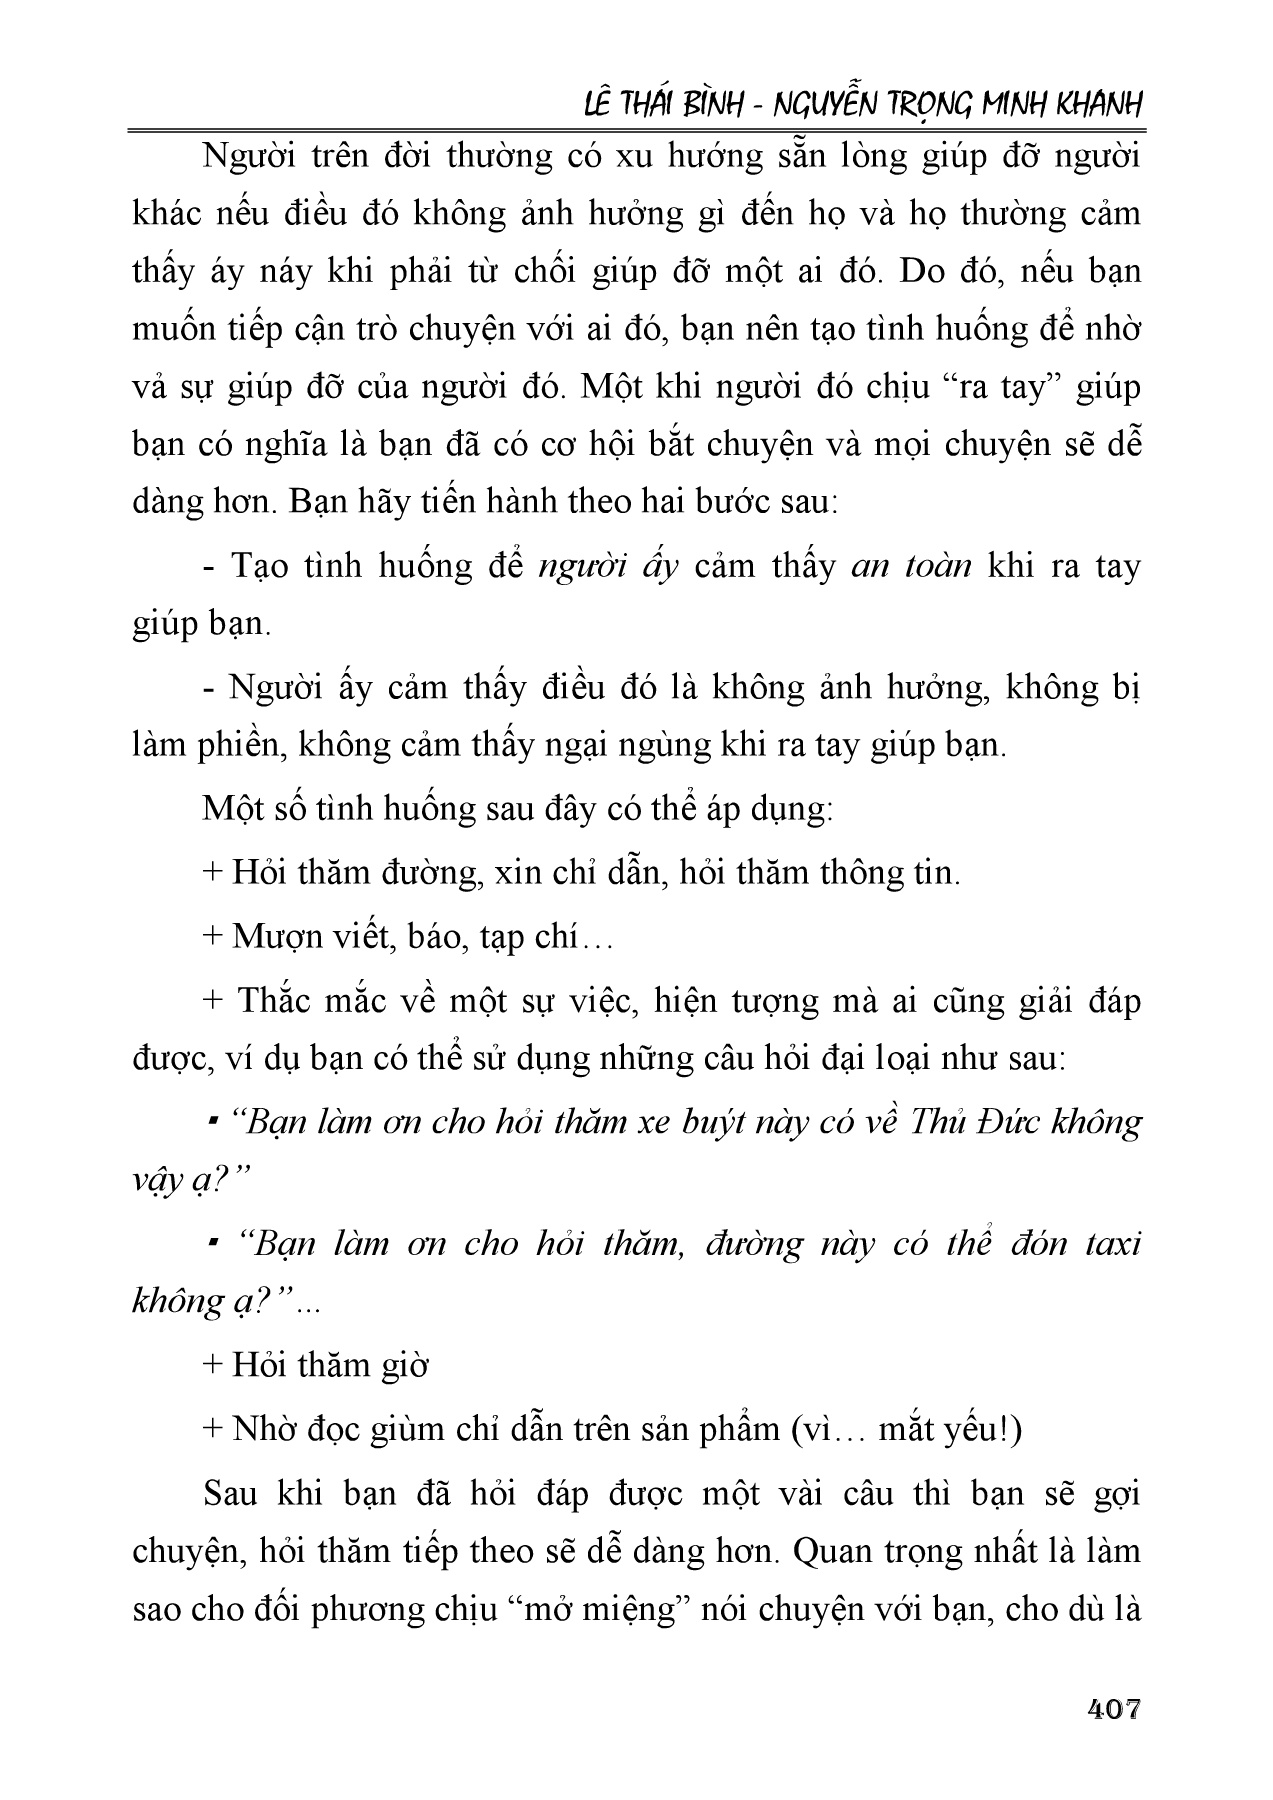 LÊ THÁI BÌNH - NGUYỄN TRỌNG MINH KHANH
Người trên đời thường có xu hướng sẵn lòng giúp đỡ người
khác nếu điều đó không ảnh hưởng gì đến họ và họ thường cảm
thấy áy náy khi phải từ chối giúp đỡ một ai đó. Do đó, nếu bạn
muốn tiếp cận trò chuyện với ai đó, bạn nên tạo tình huống để nhờ
vả sự giúp đỡ của người đó. Một khi người đó chịu “ra tay” giúp
bạn có nghĩa là bạn đã có cơ hội bắt chuyện và mọi chuyện sẽ dễ
dàng hơn. Bạn hãy tiến hành theo hai bước sau:
- Tạo tình huống để người ấy cảm thấy an toàn khi ra tay
giúp bạn.
- Người ấy cảm thấy điều đó là không ảnh hưởng, không bị
làm phiền, không cảm thấy ngại ngùng khi ra tay giúp bạn.
Một số tình huống sau đây có thể áp dụng:
+ Hỏi thăm đường, xin chỉ dẫn, hỏi thăm thông tin.
+ Mượn viết, báo, tạp chí…
+ Thắc mắc về một sự việc, hiện tượng mà ai cũng giải đáp
được, ví dụ bạn có thể sử dụng những câu hỏi đại loại như sau:
▪ “Bạn làm ơn cho hỏi thăm xe buýt này có về Thủ Đức không
vậy ạ?”
▪ “Bạn làm ơn cho hỏi thăm, đường này có thể đón taxi
không ạ?”...
+ Hỏi thăm giờ
+ Nhờ đọc giùm chỉ dẫn trên sản phẩm (vì… mắt yếu!)
Sau khi bạn đã hỏi đáp được một vài câu thì bạn sẽ gợi
chuyện, hỏi thăm tiếp theo sẽ dễ dàng hơn. Quan trọng nhất là làm
sao cho đối phương chịu “mở miệng” nói chuyện với bạn, cho dù là
407